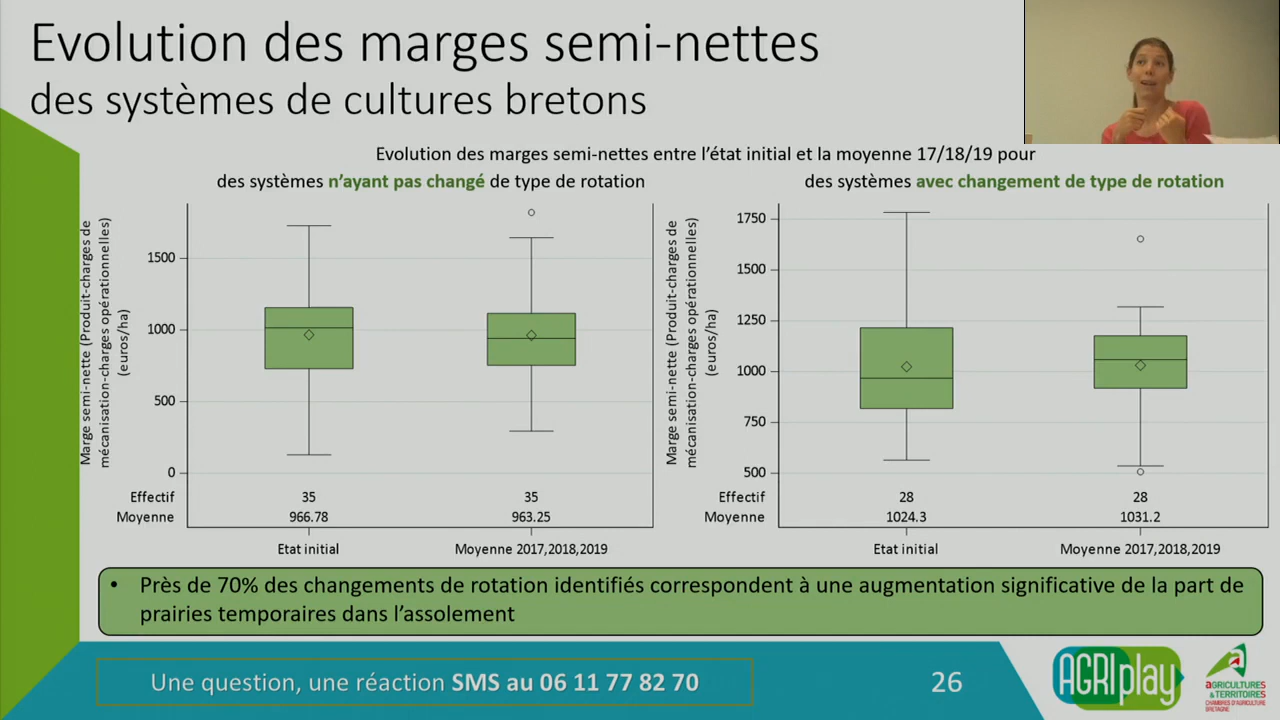 Evolution des marges semi-nettes
des systèmes de cultures bretons
Evolution des marges semi-nettes entre l'état initial et la moyenne 17/18/19 pour
des systèmes n'ayant pas changé de type de rotation
des systèmes avec changement de type de rotation
Marge semi-nette (Produit-charges de
mécanisation-charges opérationnelles)
(euros/ha)
1500
1000
500
0
Effectif
35
35
Moyenne
966.78
963.25
Etat initial
Moyenne 2017,2018,2019
Marge semi-nette (Produit-charges de
mécanisation-charges opérationnelles)
(euros/ha)
1750
1500
1250
1000
750
500
Effectif
28
28
Moyenne
1024.3
1031.2
Etat initial
Moyenne 2017,2018,2019
• Près de 70% des changements de rotation identifiés correspondent à une augmentation significative de la part de
prairies temporaires dans l'assolement
Une question, une réaction SMS au 06 11 77 82 70
26
AGRIplay
AGRICULTURES
& TERRITOIRES
CHAMBRES D'AGRICULTURE
BRETAGNE